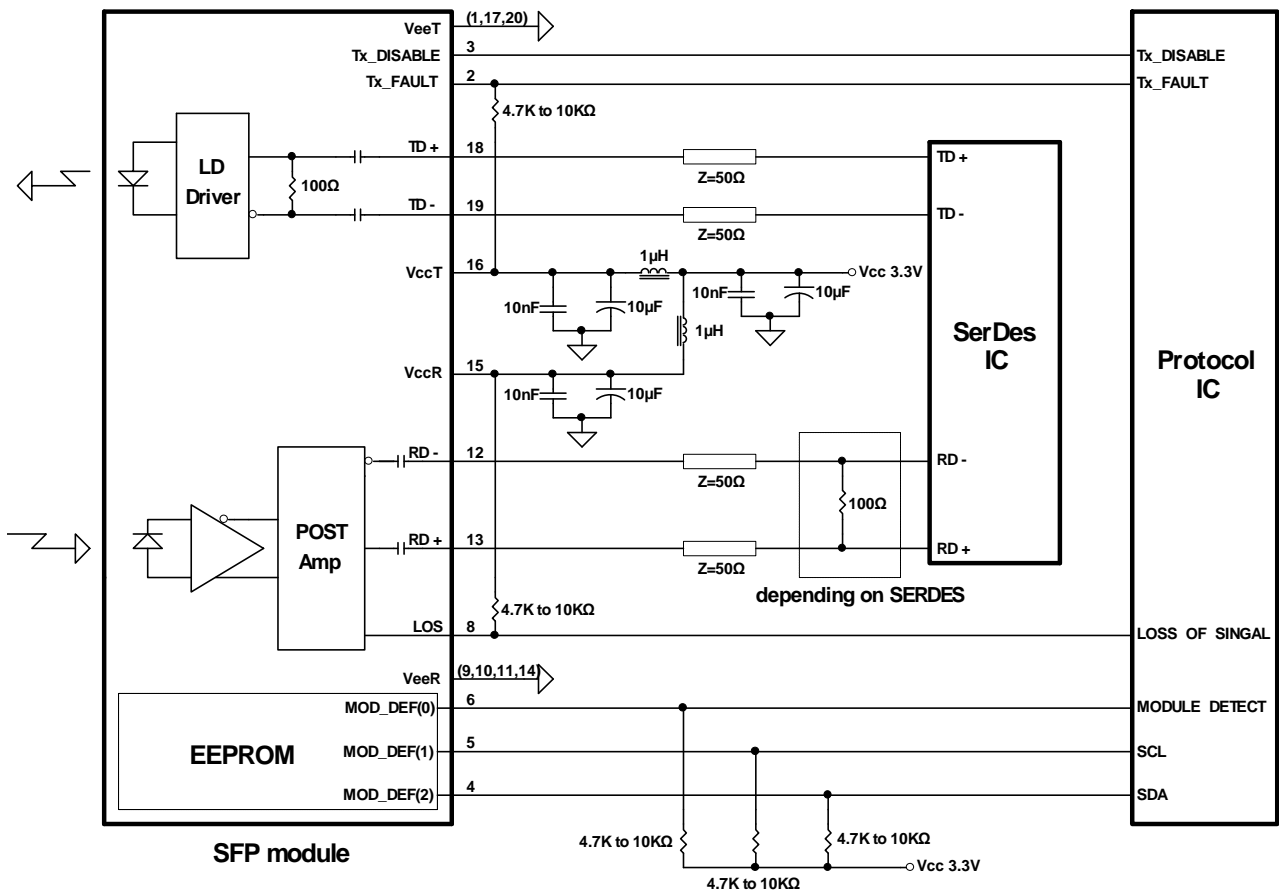 VeeT
(1,17,20)
Tx_DISABLE
3
Tx_DISABLE
Tx_FAULT
2
Tx_FAULT
4.7K to 10KΩ
LD
Driver
100Ω
TD+
18
Z=50Ω
TD+
TD-
19
Z=50Ω
TD-
VccT
16
1µH
Vcc 3.3V
10nF
10µF
10nF
10µF
1µH
SerDes
IC
Protocol
IC
VccR
15
10nF
10µF
RD-
12
Z=50Ω
RD-
100Ω
POST
Amp
RD+
13
Z=50Ω
RD+
depending on SERDES
4.7K to 10KΩ
LOS
8
LOSS OF SINGAL
VeeR
(9,10,11,14)
EEPROM
MOD_DEF(0)
6
MODULE DETECT
MOD_DEF(1)
5
SCL
MOD_DEF(2)
4
SDA
4.7K to 10KΩ
4.7K to 10KΩ
4.7K to 10KΩ
Vcc 3.3V
SFP module